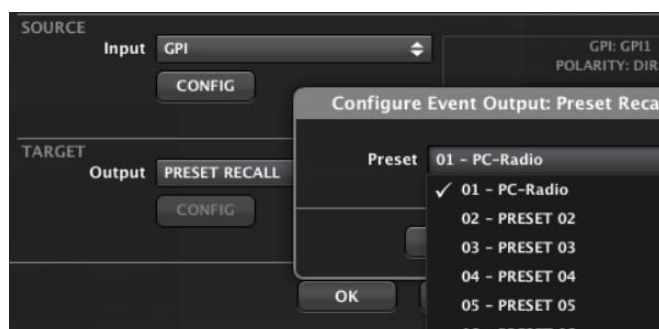 SOURCE
Input GPI
CONFIG
GPI: GPI1
POLARITY: DIR
Configure Event Output: Preset Reca
TARGET
Output PRESET RECALL
CONFIG
Preset 01 - PC-Radio
✓ 01 - PC-Radio
02 - PRESET 02
03 - PRESET 03
04 - PRESET 04
05 - PRESET 05
OK